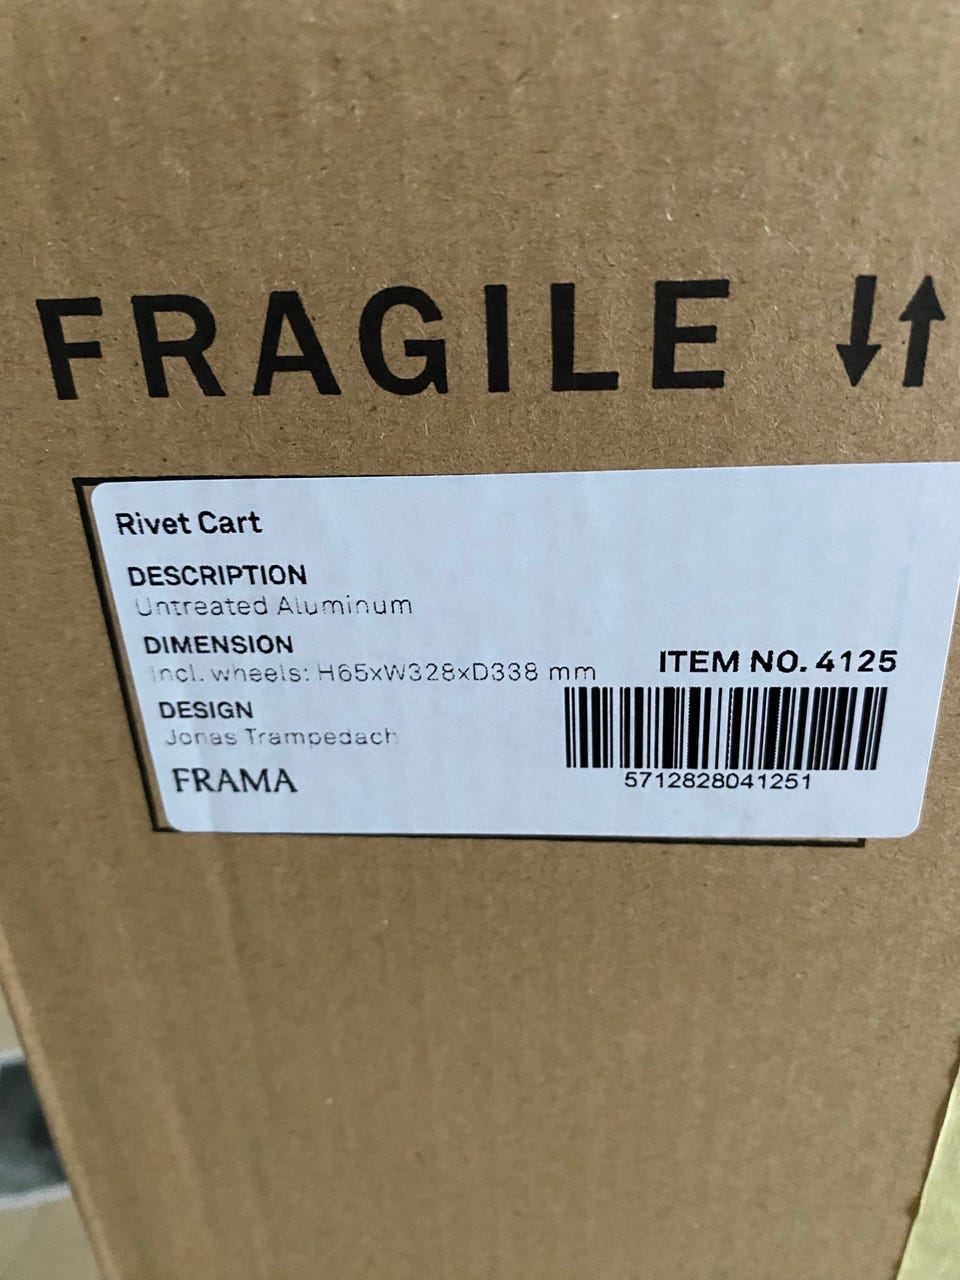 FRAGILE ↓↑
Rivet Cart
DESCRIPTION
Untreated Aluminum
DIMENSION
Incl. wheels: H65xW328xD338 mm
ITEM NO. 4125
DESIGN
Jonas Trampedach
FRAMA
5712828041251